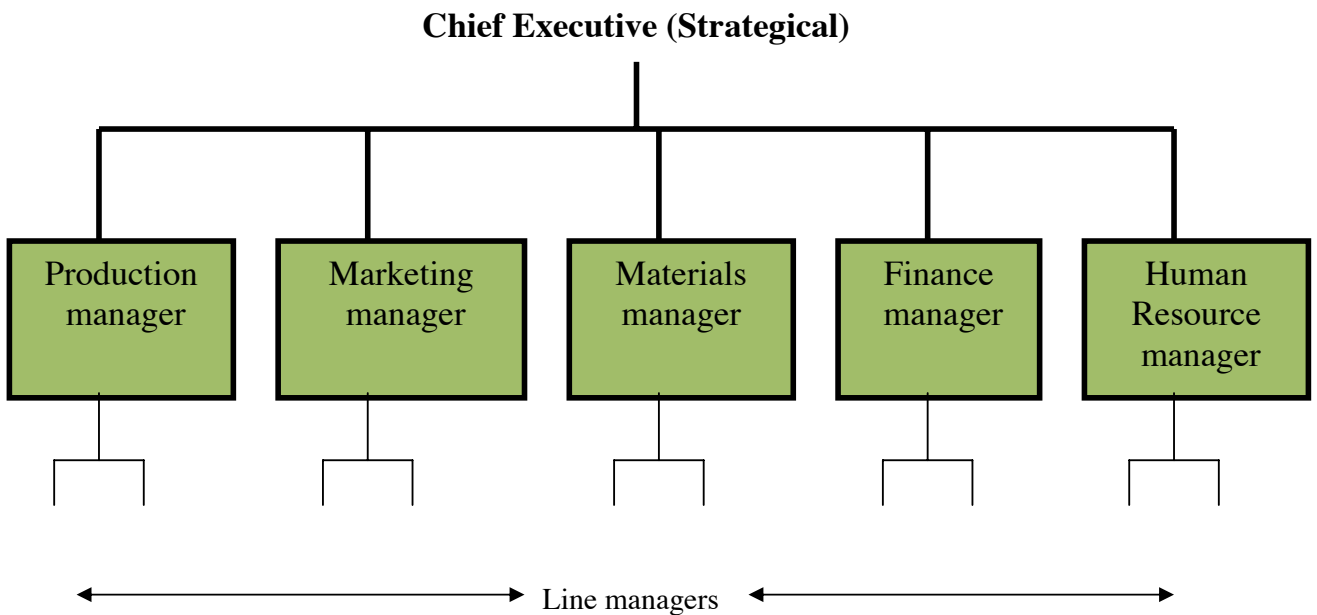 Chief Executive (Strategical)
Production
manager
Marketing
manager
Materials
manager
Finance
manager
Human
Resource
manager
Line managers